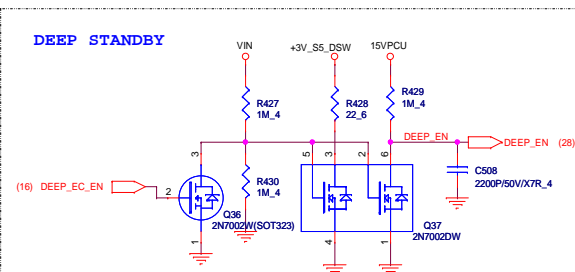 DEEP STANDBY
VIN
+3V_S5_DSW
15VPCU
R427
1M_4
R428
22_6
R429
1M_4
DEEP_EN
DEEP_EN (28)
3
5
3
2
6
R430
1M_4
C508
2200P/50V/X7R_4
(16) DEEP_EC_EN
2
Q36
2N7002W(SOT323)
Q37
2N7002DW
1
4
1